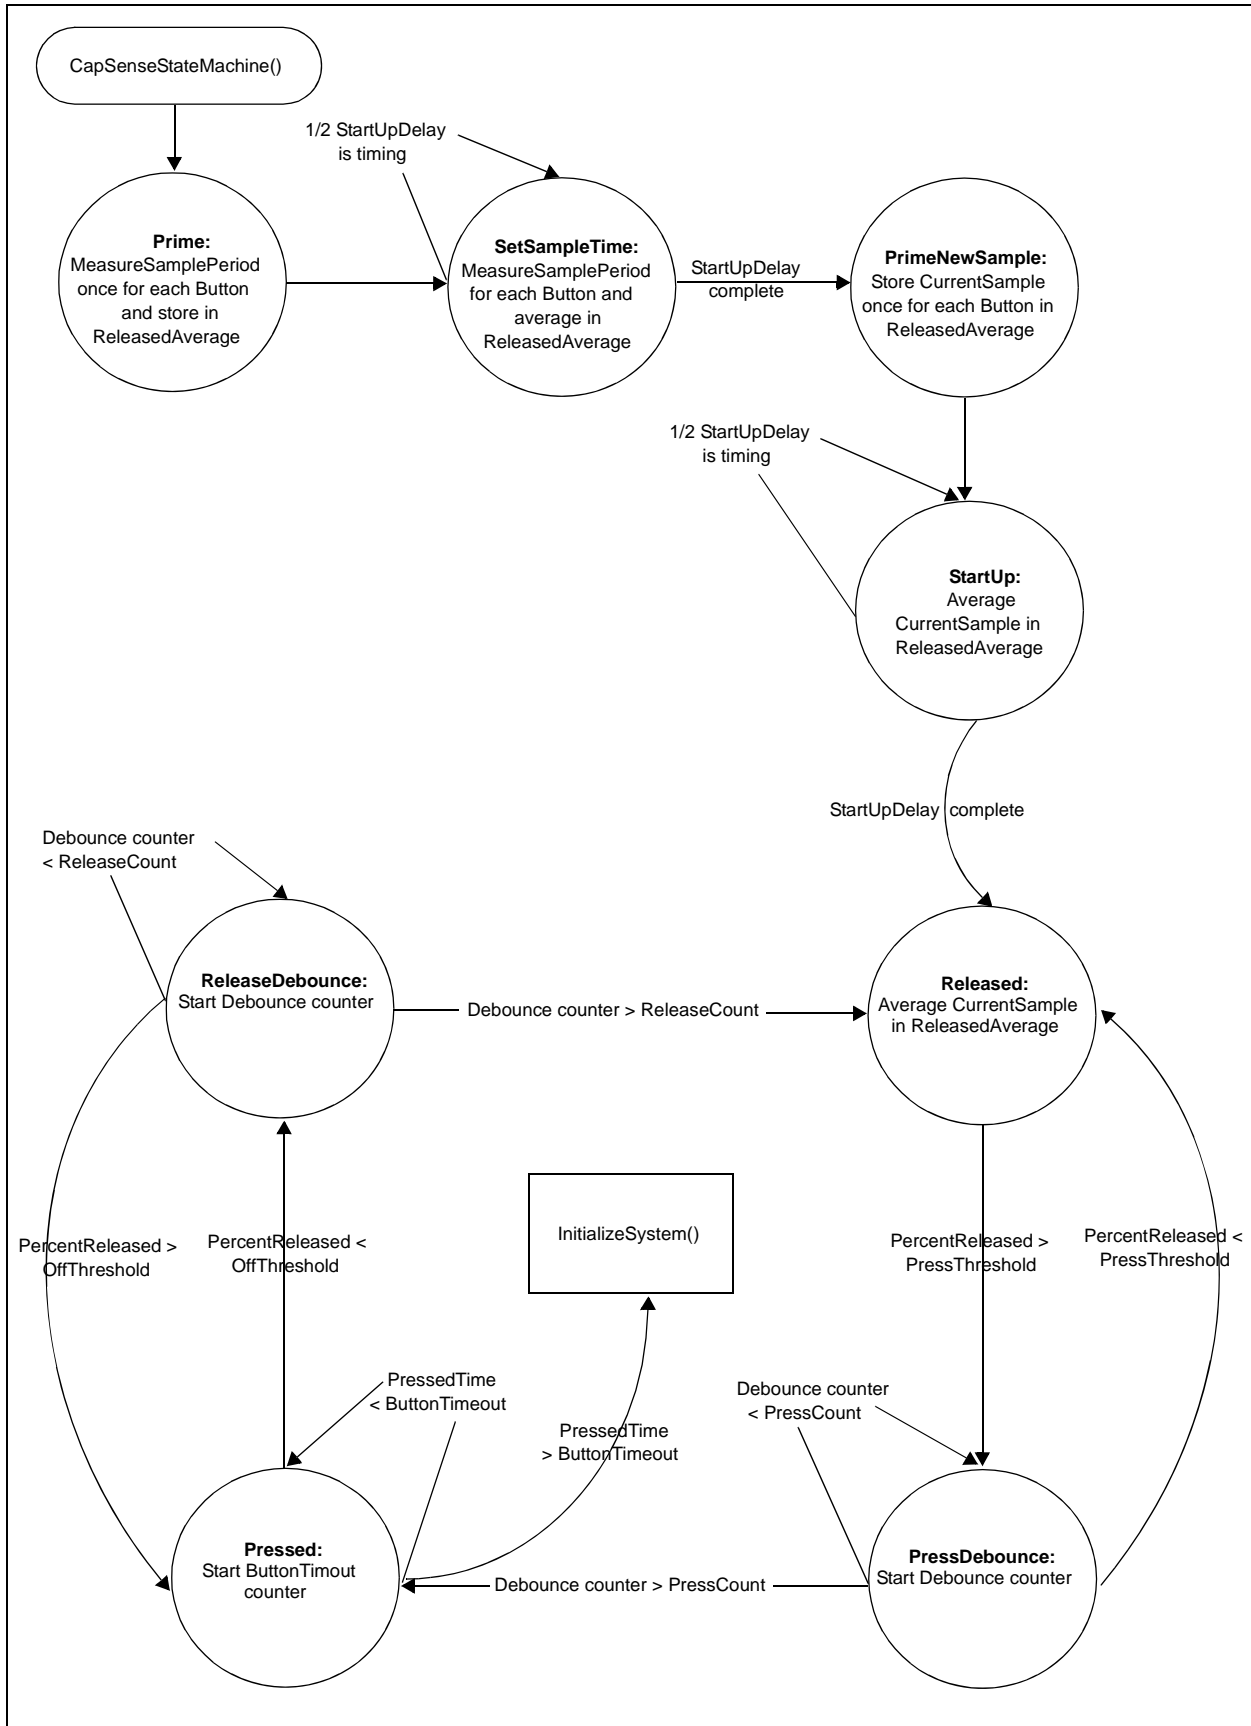 CapSenseStateMachine()
1/2 StartUpDelay
is timing
Prime:
MeasureSamplePeriod
once for each Button
and store in
ReleasedAverage
SetSampleTime:
MeasureSamplePeriod
for each Button and
average in
ReleasedAverage
StartUpDelay
complete
PrimeNewSample:
Store CurrentSample
once for each Button in
ReleasedAverage
1/2 StartUpDelay
is timing
StartUp:
Average
CurrentSample in
ReleasedAverage
StartUpDelay complete
Debounce counter
< ReleaseCount
ReleaseDebounce:
Start Debounce counter
Debounce counter > ReleaseCount
Released:
Average CurrentSample
in ReleasedAverage
PercentReleased >
OffThreshold
PercentReleased <
OffThreshold
InitializeSystem()
PercentReleased >
PressThreshold
PercentReleased <
PressThreshold
PressedTime
< ButtonTimeout
PressedTime
> ButtonTimeout
Debounce counter
< PressCount
Pressed:
Start ButtonTimout
counter
Debounce counter > PressCount
PressDebounce:
Start Debounce counter